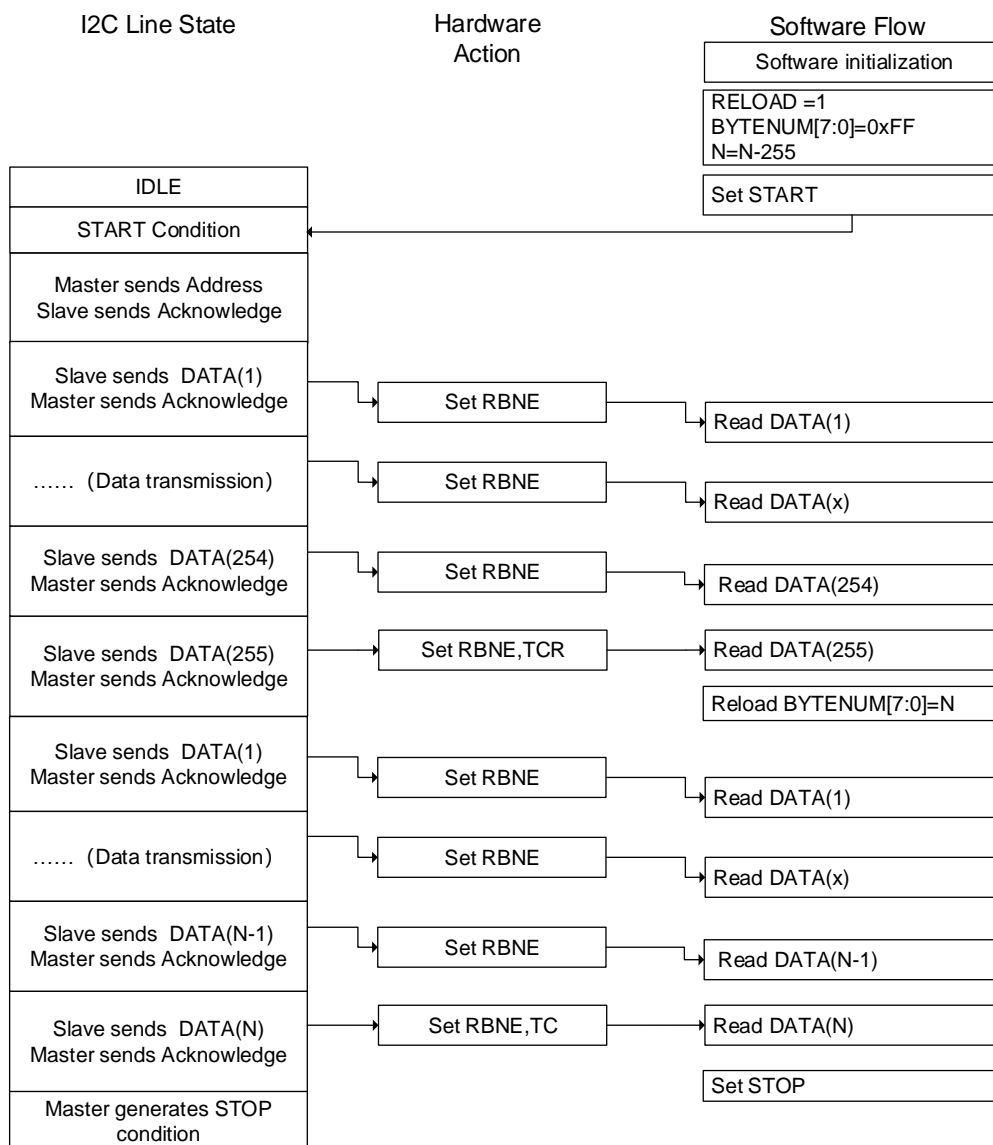 I2C Line State
Hardware
Action
Software Flow
Software initialization
RELOAD =1
BYTENUM[7:0]=0xFF
N=N-255
IDLE
Set START
START Condition
Master sends Address
Slave sends Acknowledge
Slave sends DATA(1)
Master sends Acknowledge
Set RBNE
Read DATA(1)
...... (Data transmission)
Set RBNE
Read DATA(x)
Slave sends DATA(254)
Master sends Acknowledge
Set RBNE
Read DATA(254)
Slave sends DATA(255)
Master sends Acknowledge
Set RBNE,TCR
Read DATA(255)
Reload BYTENUM[7:0]=N
Slave sends DATA(1)
Master sends Acknowledge
Set RBNE
Read DATA(1)
...... (Data transmission)
Set RBNE
Read DATA(x)
Slave sends DATA(N-1)
Master sends Acknowledge
Set RBNE
Read DATA(N-1)
Slave sends DATA(N)
Master sends Acknowledge
Set RBNE,TC
Read DATA(N)
Set STOP
Master generates STOP
condition